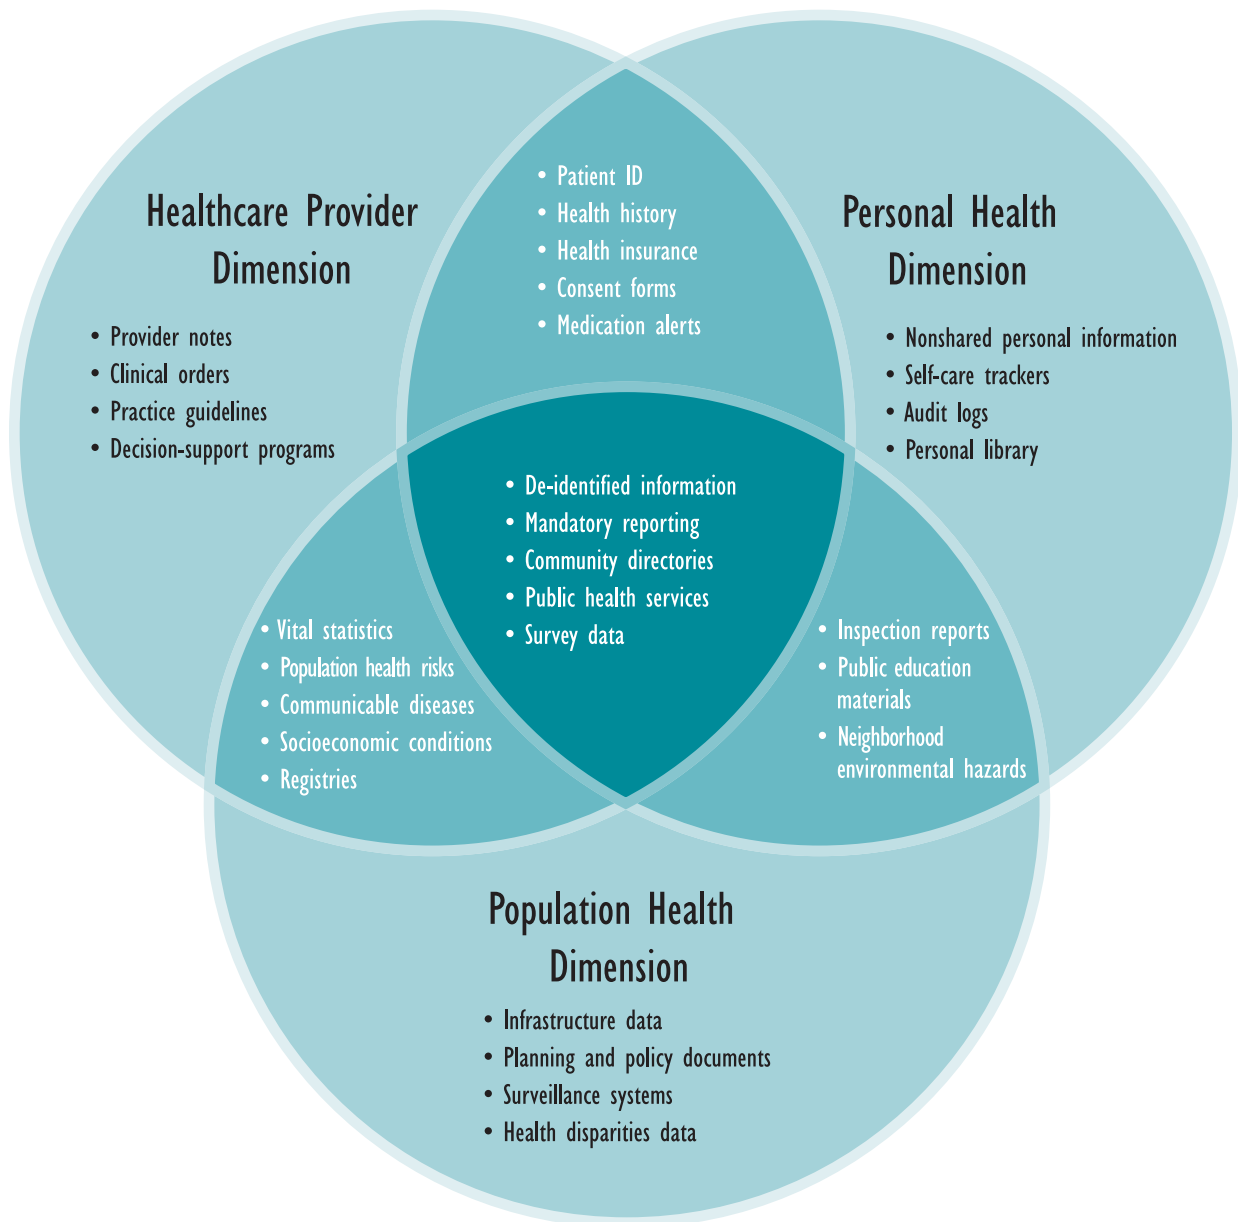 Healthcare Provider
Dimension
• Provider notes
• Clinical orders
• Practice guidelines
• Decision-support programs
• Patient ID
• Health history
• Health insurance
• Consent forms
• Medication alerts
Personal Health
Dimension
• Nonshared personal information
• Self-care trackers
• Audit logs
• Personal library
• De-identified information
• Mandatory reporting
• Community directories
• Public health services
• Survey data
• Vital statistics
• Population health risks
• Communicable diseases
• Socioeconomic conditions
• Registries
• Inspection reports
• Public education
materials
• Neighborhood
environmental hazards
Population Health
Dimension
• Infrastructure data
• Planning and policy documents
• Surveillance systems
• Health disparities data